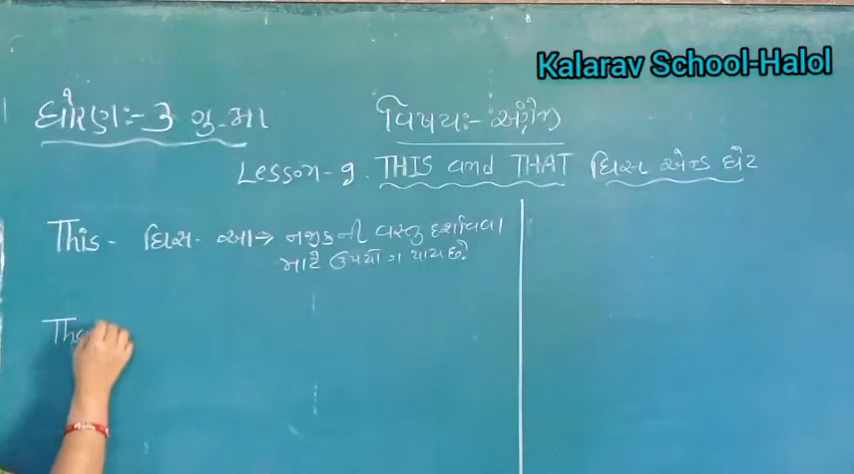 Kalarav School-Halol
ધોરણ:- 3 ગુ.મા વિષય:- અંગ્રેજી
Lesson - 9. THIS and THAT ધિસ એન્ડ ધેટ
This - ધિસ - આ → નજીકની વસ્તુ દર્શાવવા
માટે ઉપયોગ થાય છે.